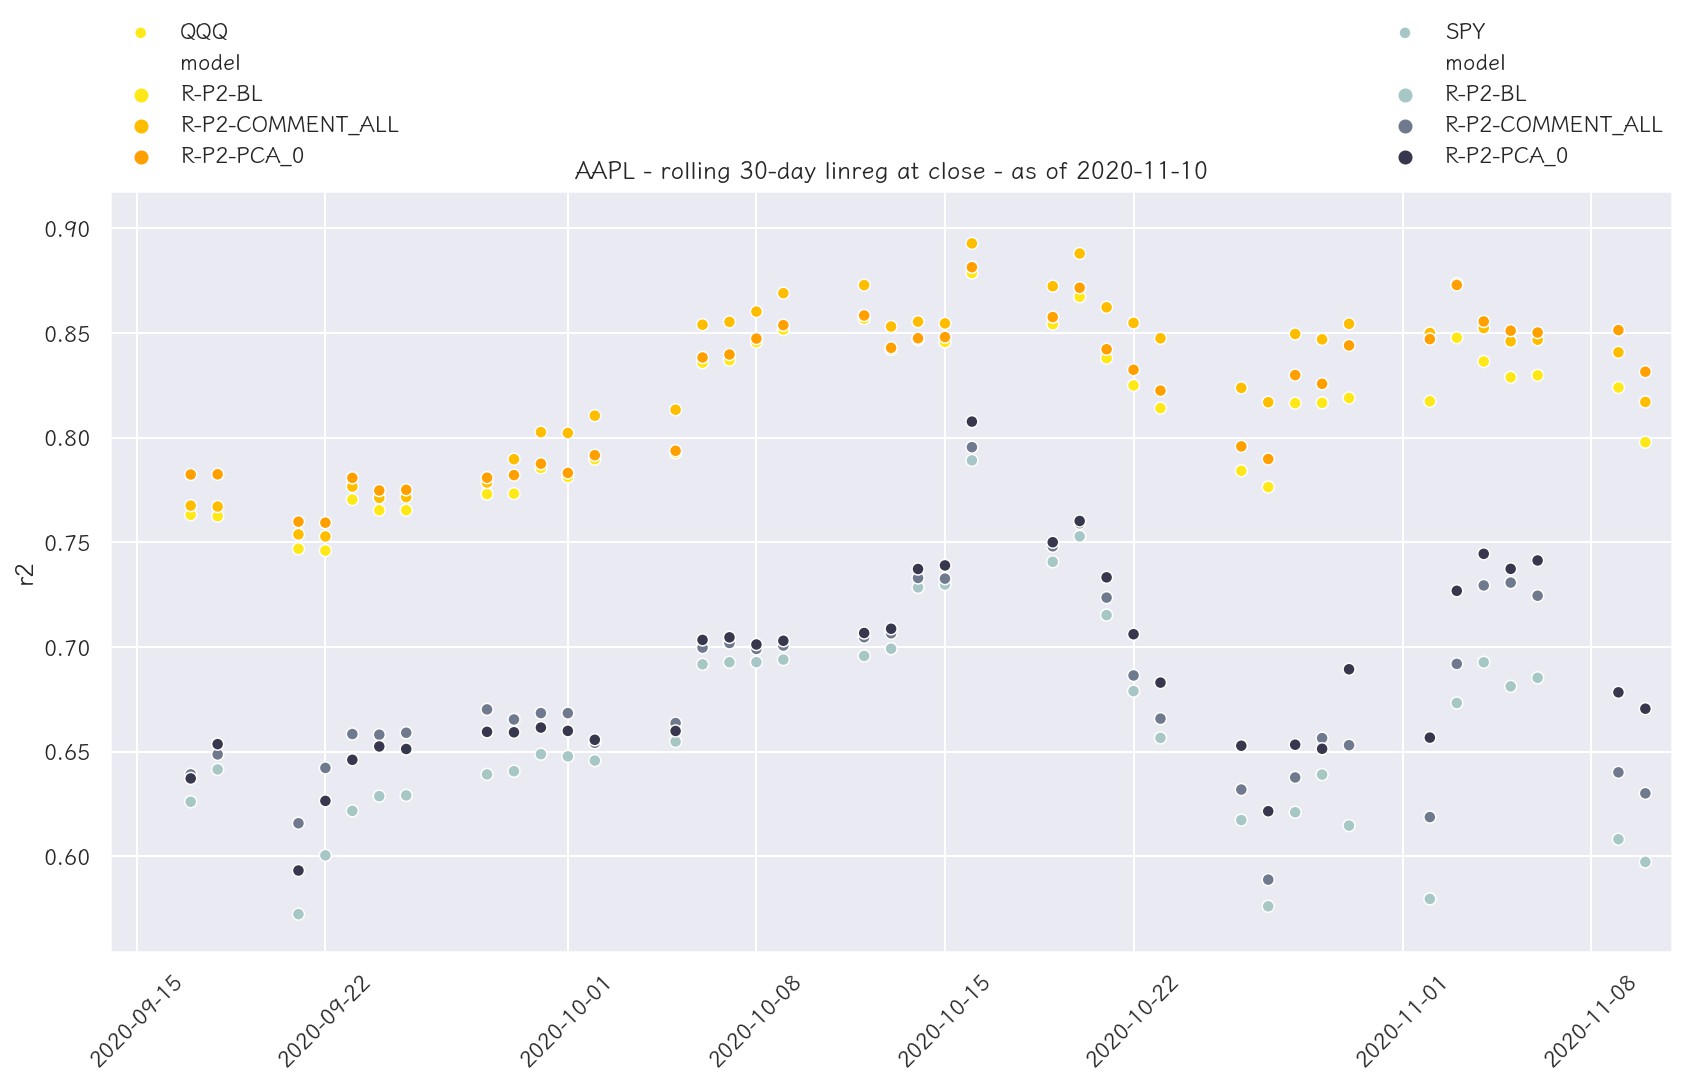 QQQ
model
R-P2-BL
R-P2-COMMENT_ALL
R-P2-PCA_0
SPY
model
R-P2-BL
R-P2-COMMENT_ALL
R-P2-PCA_0
AAPL - rolling 30-day linreg at close - as of 2020-11-10
0.90
0.85
0.80
0.75
0.70
0.65
0.60
r2
2020-09-15
2020-09-22
2020-10-01
2020-10-08
2020-10-15
2020-10-22
2020-11-01
2020-11-08